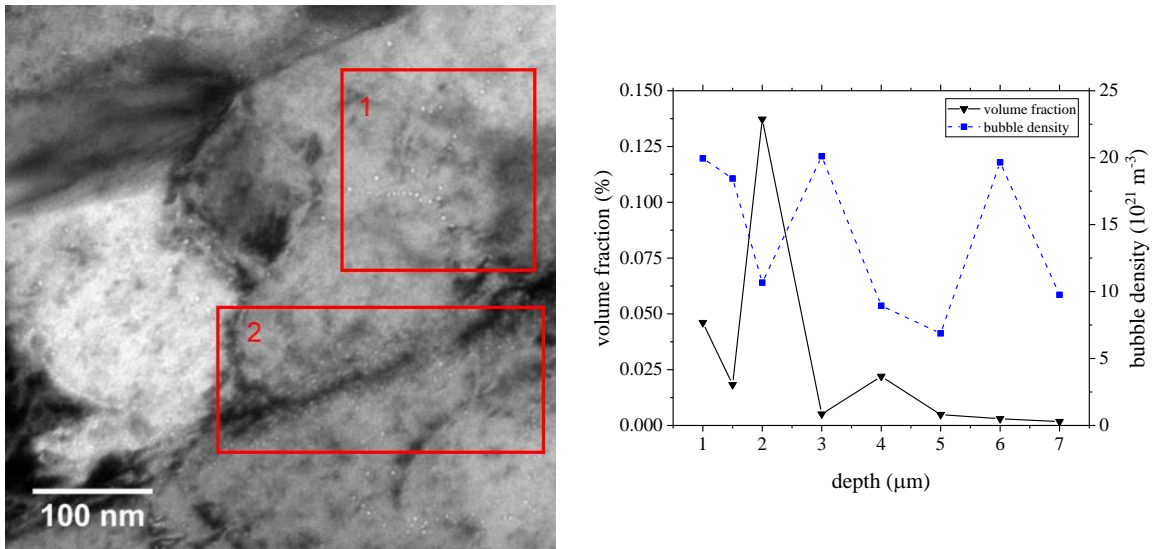 1
2
100 nm
0.150
0.125
0.100
0.075
0.050
0.025
0.000
volume fraction (%)
volume fraction
bubble density
25
20
15
10
5
0
bubble density (10²¹ m⁻³)
1 2 3 4 5 6 7
depth (μm)